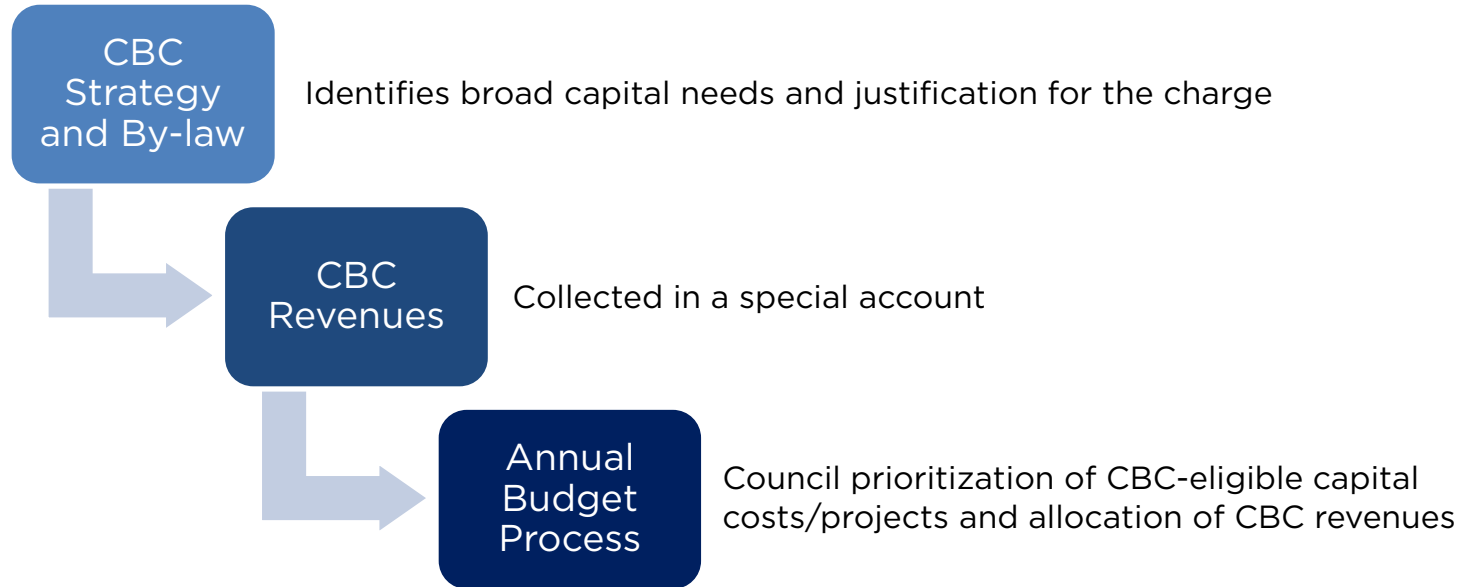 CBC
Strategy
and By-law
Identifies broad capital needs and justification for the charge
CBC
Revenues
Collected in a special account
Annual
Budget
Process
Council prioritization of CBC-eligible capital
costs/projects and allocation of CBC revenues